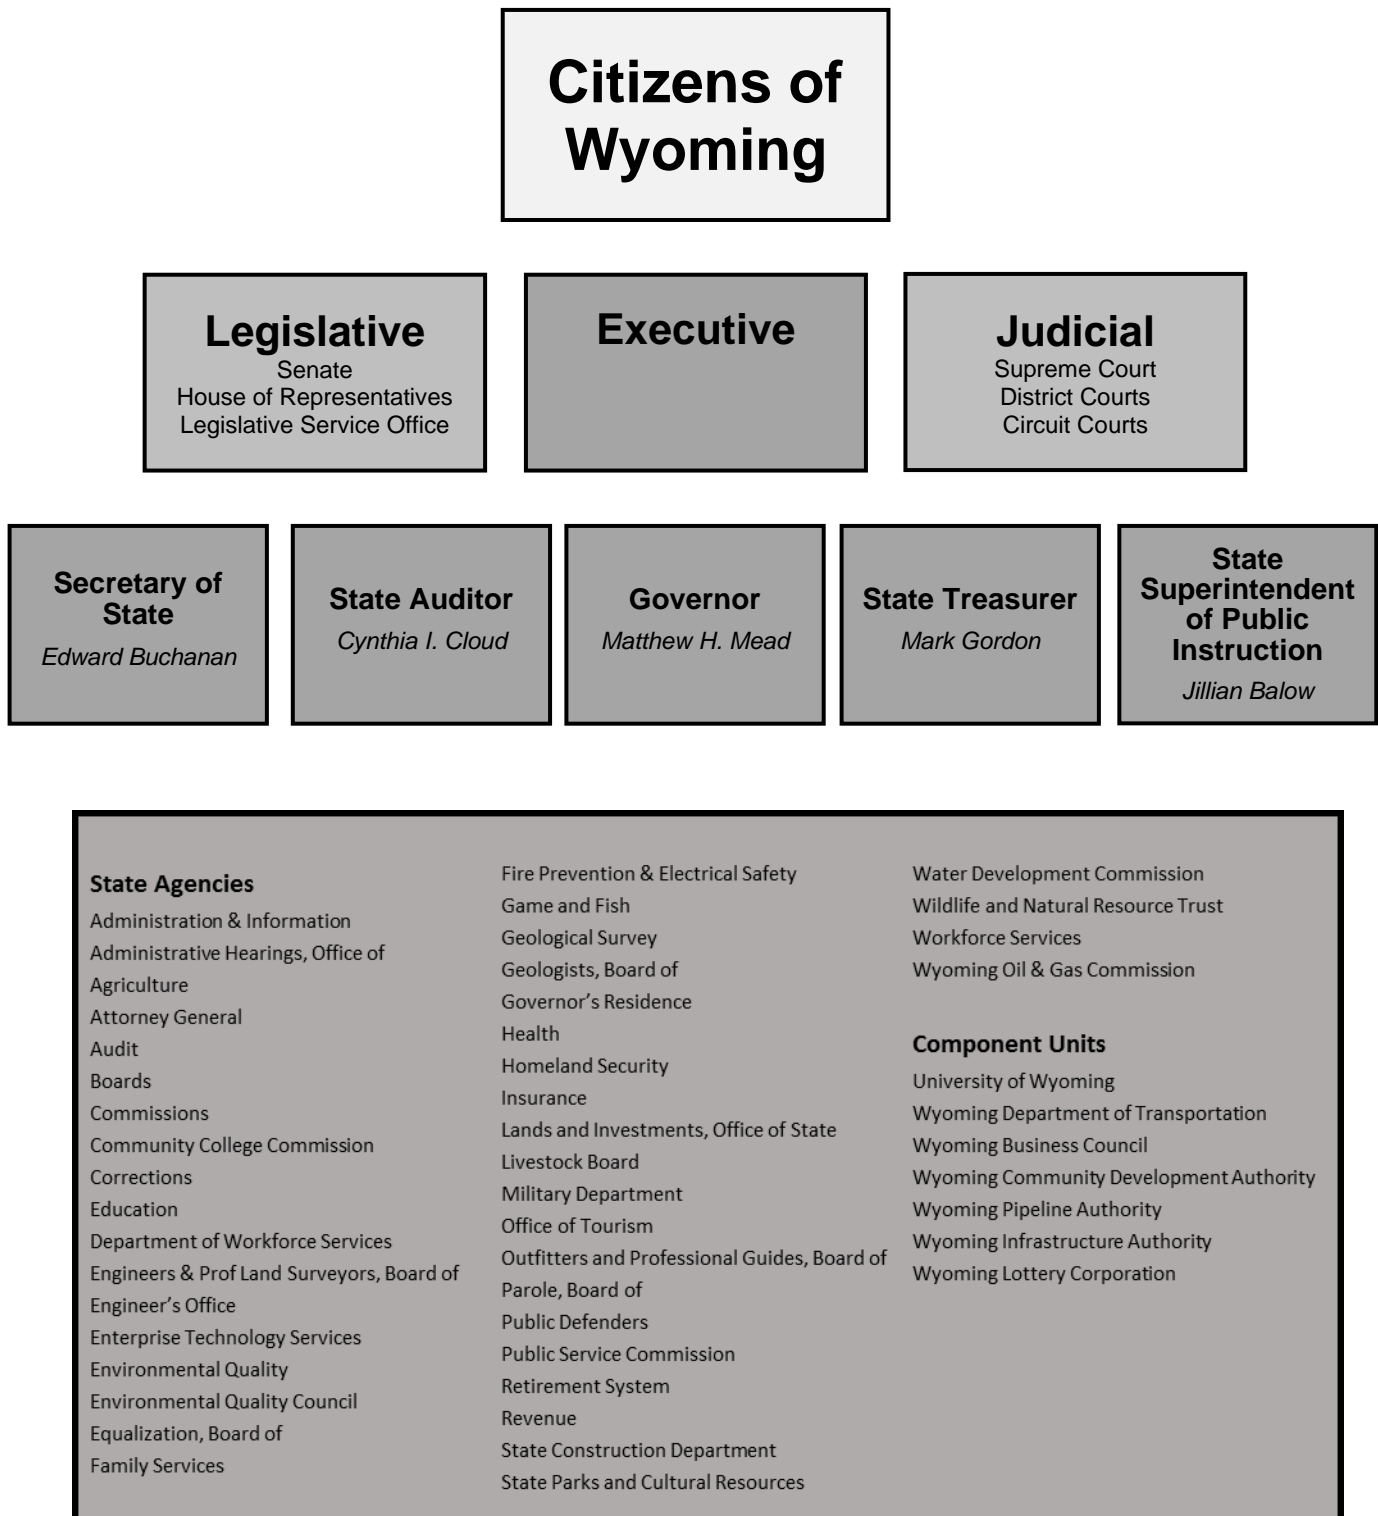 Citizens of
Wyoming
Legislative
Senate
House of Representatives
Legislative Service Office
Executive
Judicial
Supreme Court
District Courts
Circuit Courts
Secretary of
State
Edward Buchanan
State Auditor
Cynthia I. Cloud
Governor
Matthew H. Mead
State Treasurer
Mark Gordon
State
Superintendent
of Public
Instruction
Jillian Balow
State Agencies
Administration & Information
Administrative Hearings, Office of
Agriculture
Attorney General
Audit
Boards
Commissions
Community College Commission
Corrections
Education
Department of Workforce Services
Engineers & Prof Land Surveyors, Board of
Engineer’s Office
Enterprise Technology Services
Environmental Quality
Environmental Quality Council
Equalization, Board of
Family Services
Fire Prevention & Electrical Safety
Game and Fish
Geological Survey
Geologists, Board of
Governor’s Residence
Health
Homeland Security
Insurance
Lands and Investments, Office of State
Livestock Board
Military Department
Office of Tourism
Outfitters and Professional Guides, Board of
Parole, Board of
Public Defenders
Public Service Commission
Retirement System
Revenue
State Construction Department
State Parks and Cultural Resources
Water Development Commission
Wildlife and Natural Resource Trust
Workforce Services
Wyoming Oil & Gas Commission
Component Units
University of Wyoming
Wyoming Department of Transportation
Wyoming Business Council
Wyoming Community Development Authority
Wyoming Pipeline Authority
Wyoming Infrastructure Authority
Wyoming Lottery Corporation